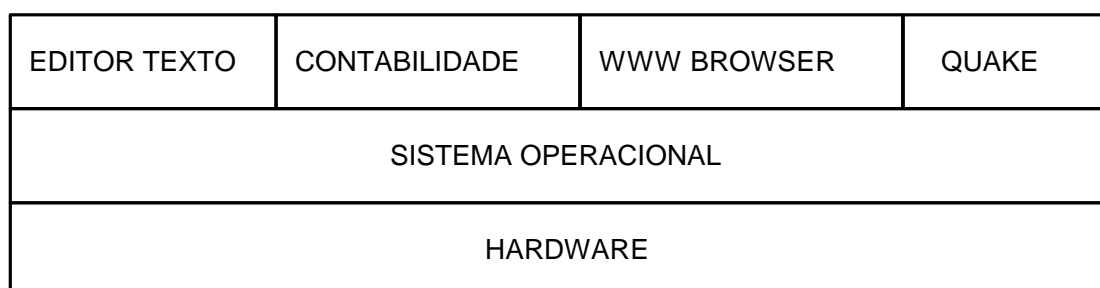 EDITOR TEXTO CONTABILIDADE WWW BROWSER QUAKE
SISTEMA OPERACIONAL
HARDWARE